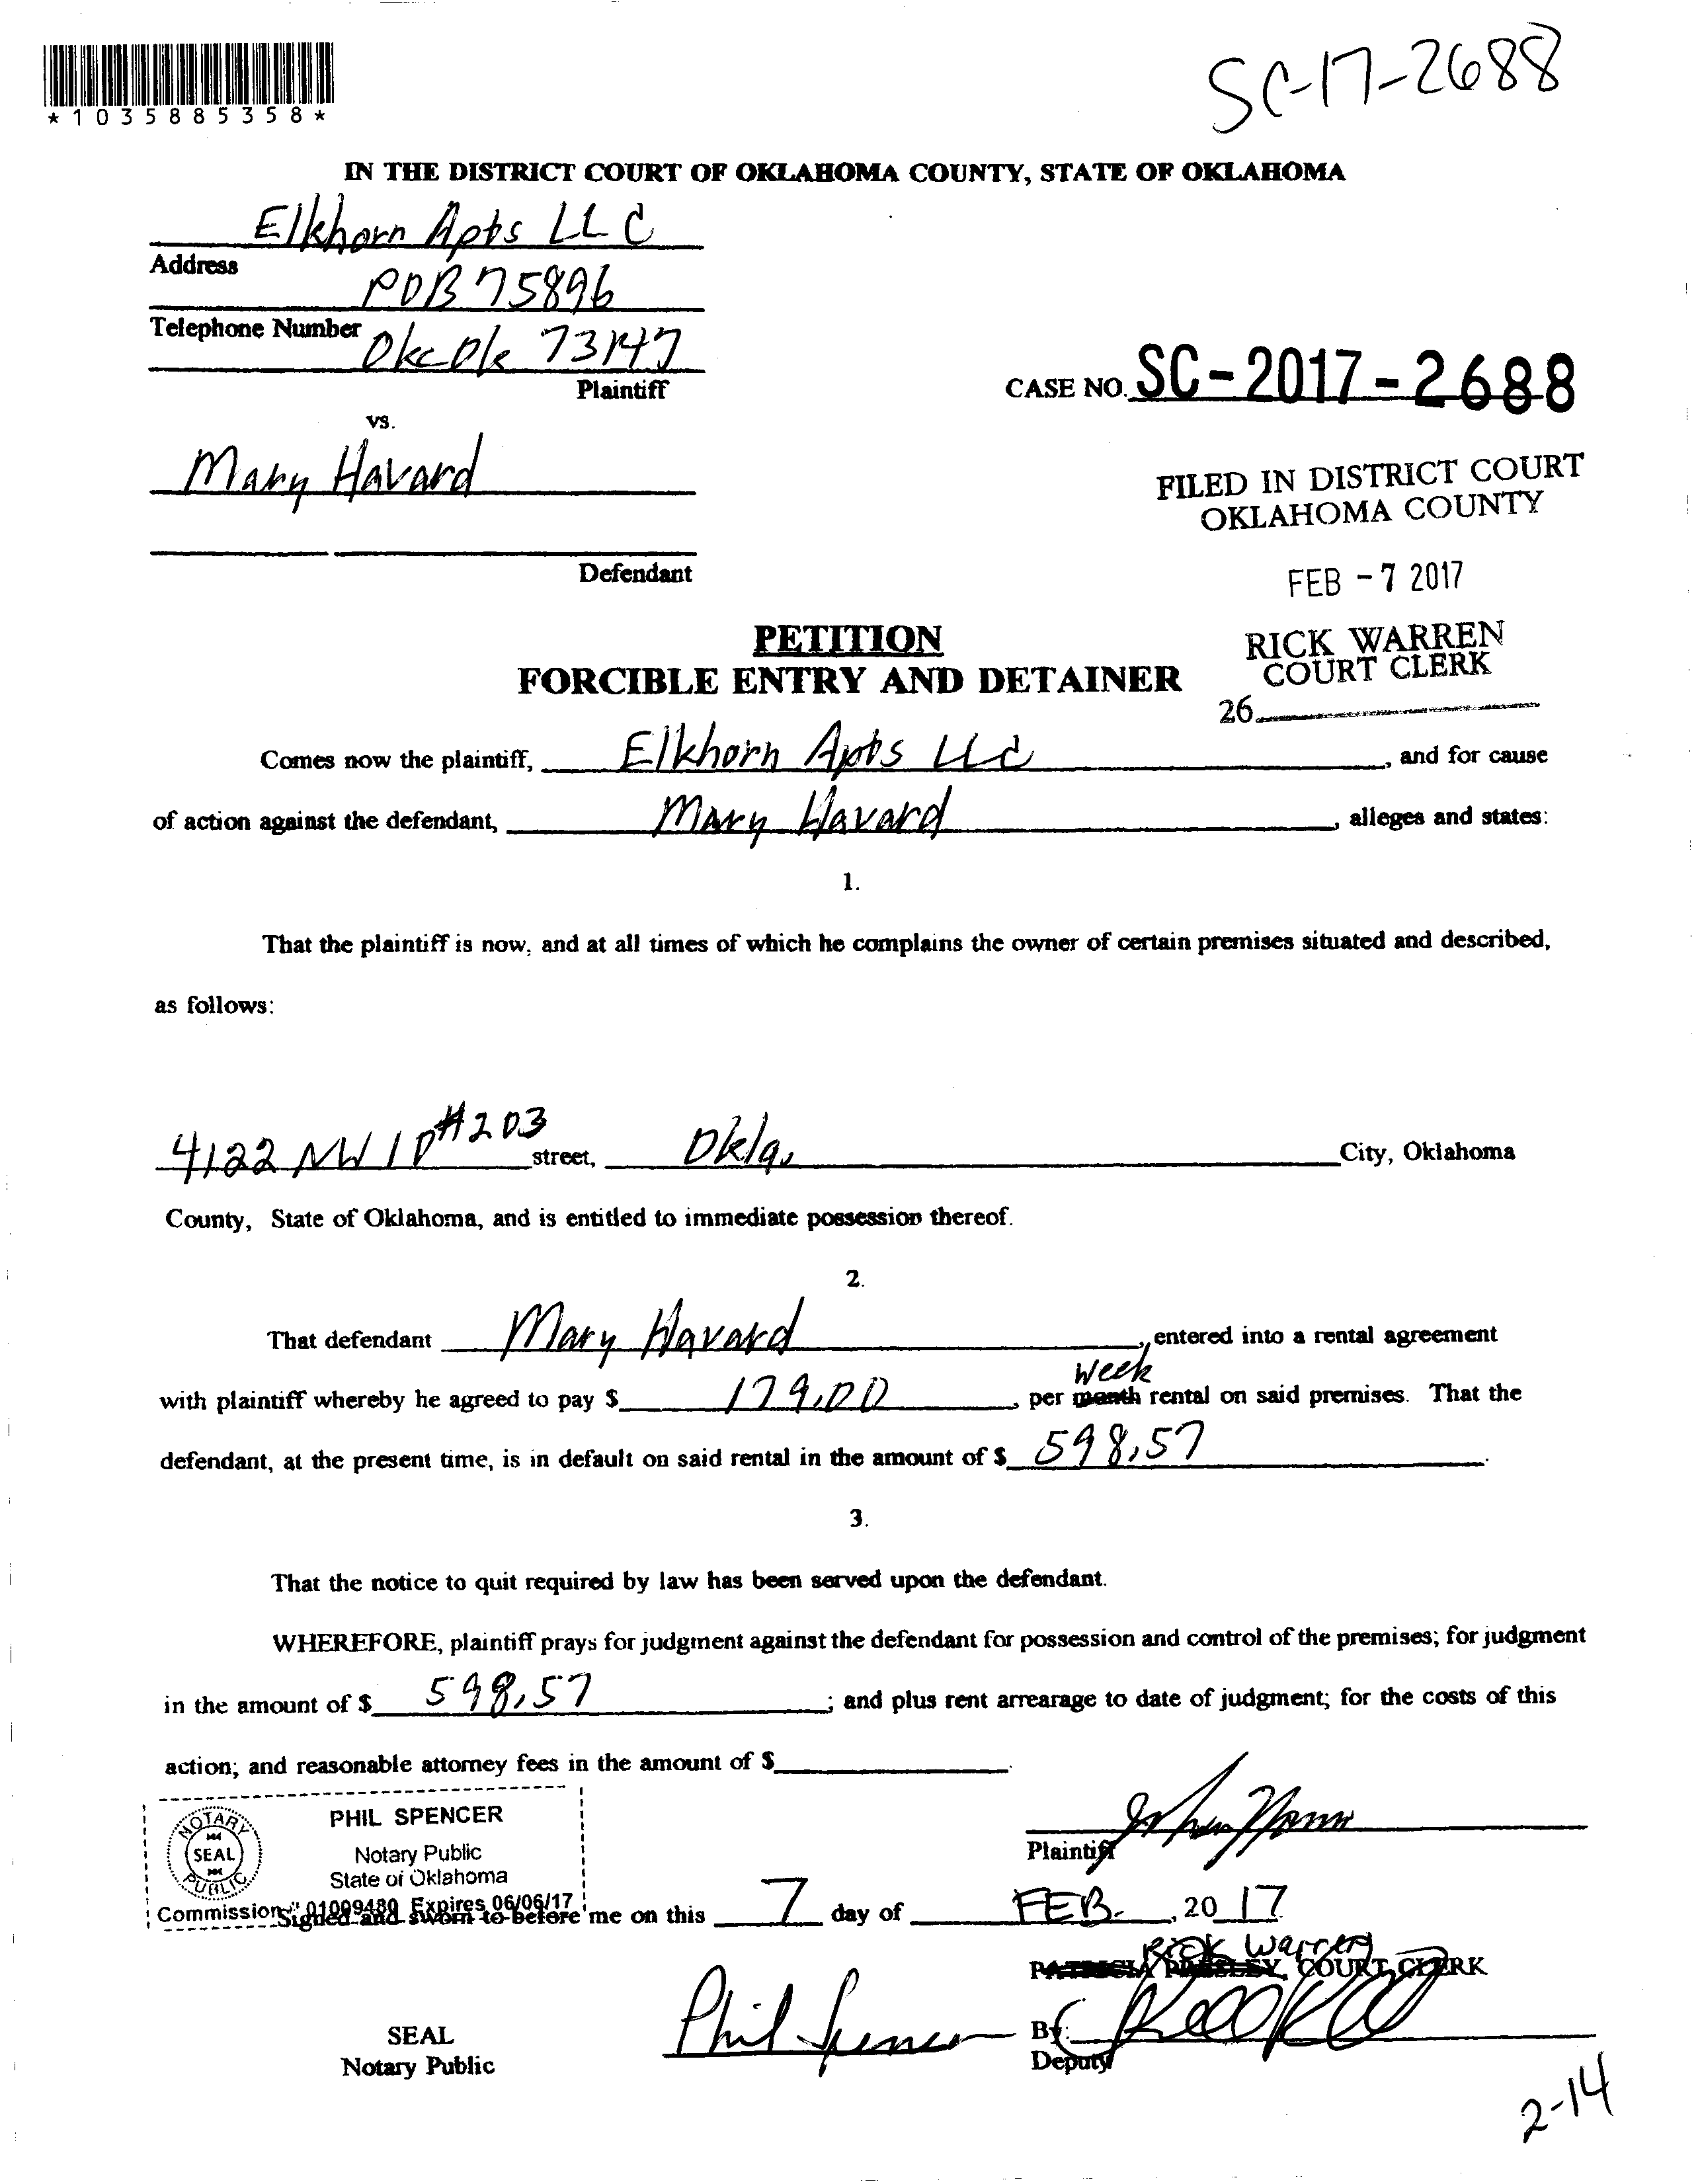 SC-17-2688
*1035885358*
IN THE DISTRICT COURT OF OKLAHOMA COUNTY, STATE OF OKLAHOMA
Elkhorn Apts LLC
Address
POB 75896
Telephone Number
Okc Ok 73147
Plaintiff
CASE NO. SC-2017-2688
vs.
Mary Havard
FILED IN DISTRICT COURT
OKLAHOMA COUNTY
Defendant
FEB -7 2017
PETITION
RICK WARREN
COURT CLERK
FORCIBLE ENTRY AND DETAINER
26
Comes now the plaintiff, Elkhorn Apts LLC, and for cause
of action against the defendant, Mary Havard, alleges and states:
1.
That the plaintiff is now, and at all times of which he complains the owner of certain premises situated and described,
as follows:
4122 NW 10 #203 street, Okla. City, Oklahoma
County, State of Oklahoma, and is entitled to immediate possession thereof.
2.
That defendant Mary Havard, entered into a rental agreement
week
with plaintiff whereby he agreed to pay $ 179.00, per month rental on said premises. That the
defendant, at the present time, is in default on said rental in the amount of $ 598.57.
3.
That the notice to quit required by law has been served upon the defendant.
WHEREFORE, plaintiff prays for judgment against the defendant for possession and control of the premises; for judgment
in the amount of $ 598.57; and plus rent arrearage to date of judgment; for the costs of this
action; and reasonable attorney fees in the amount of $
NOTARY PUBLIC
SEAL
PHIL SPENCER
Notary Public
State of Oklahoma
Commission # 01009480 Expires 06/06/17
Plaintiff
Signed and sworn to before me on this 7 day of FEB., 20 17
Rick Warren
PATRICIA PRESLEY, COURT CLERK
Phil Spencer
By:
SEAL
Deputy
Notary Public
2-14